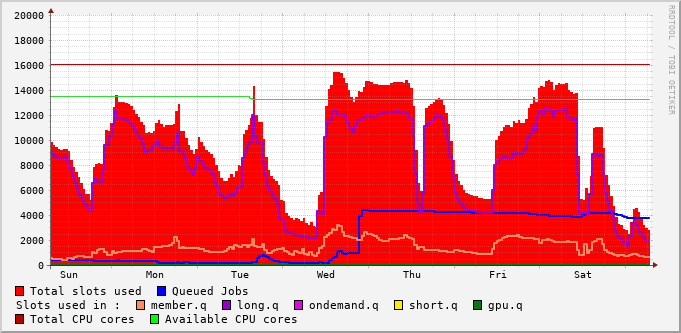 RRDTOOL / TOBI OETIKER
20000
18000
16000
14000
12000
10000
8000
6000
4000
2000
0
Sun Mon Tue Wed Thu Fri Sat
Total slots used Queued Jobs
Slots used in : member.q long.q ondemand.q short.q gpu.q
Total CPU cores Available CPU cores